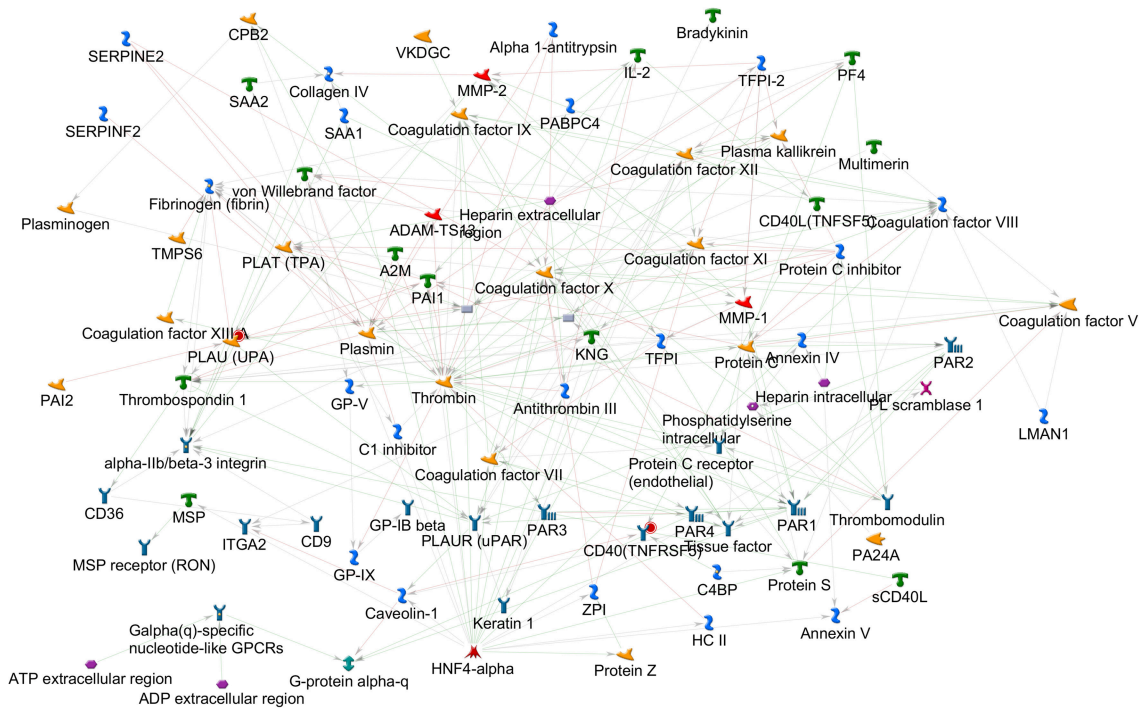 Bradykinin
CPB2
SERPINE2
VKDGC
Alpha 1-antitrypsin
IL-2
TFPI-2
PF4
MMP-2
Collagen IV
SAA2
SERPINF2
SAA1
Coagulation factor IX
PABPC4
Plasma kallikrein
Multimerin
Coagulation factor XII
von Willebrand factor
Fibrinogen (fibrin)
Plasminogen
Heparin extracellular
region
ADAM-TS13
CD40L(TNFSF5)
Coagulation factor VIII
TMPS6
PLAT (TPA)
A2M
Coagulation factor XI
Protein C inhibitor
PAI1
Coagulation factor X
MMP-1
Coagulation factor V
Coagulation factor XIII A
PLAU (UPA)
Plasmin
KNG
TFPI
Protein C
Annexin IV
PAR2
PAI2
Thrombospondin 1
GP-V
Thrombin
Antithrombin III
Heparin intracellular
PL scramblase 1
Phosphatidylserine
intracellular
LMAN1
C1 inhibitor
alpha-IIb/beta-3 integrin
Coagulation factor VII
Protein C receptor
(endothelial)
CD36
MSP
ITGA2
CD9
GP-IB beta
PLAUR (uPAR)
PAR3
PAR4
PAR1
Thrombomodulin
CD40(TNFRSF5)
Tissue factor
PA24A
MSP receptor (RON)
GP-IX
C4BP
Protein S
sCD40L
Caveolin-1
Keratin 1
ZPI
HC II
Annexin V
Galpha(q)-specific
nucleotide-like GPCRs
HNF4-alpha
Protein Z
ATP extracellular region
G-protein alpha-q
ADP extracellular region